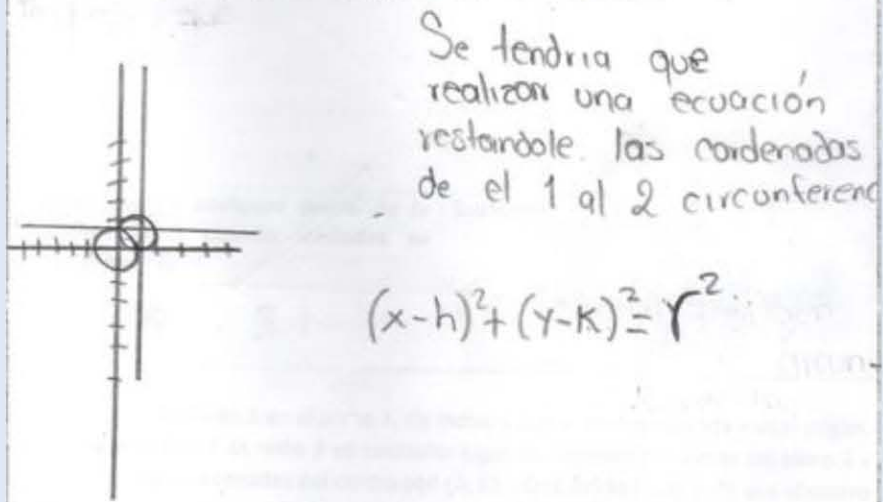 Se tendria que
realizar una ecuación
restandole. las cordenadas
de el 1 al 2 circunferenc
(x-h)²+(y-k)²=r²